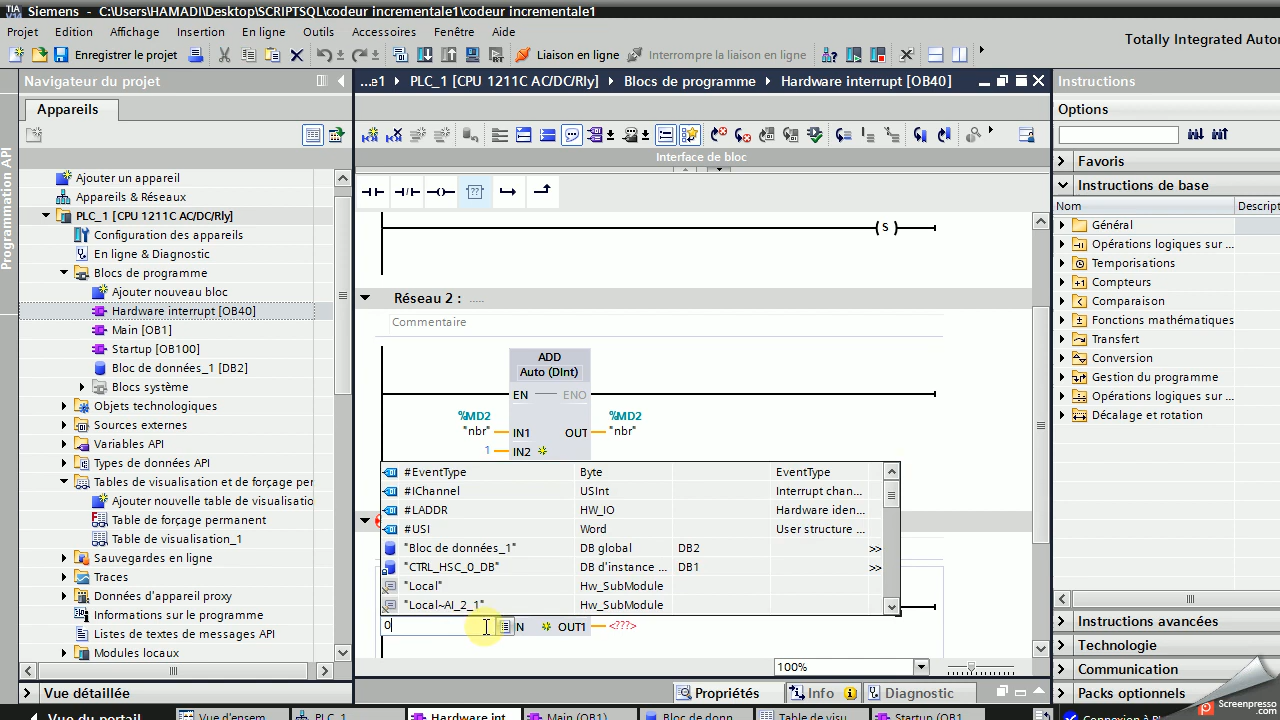 TIA V14 Siemens - C:\Users\HAMADI\Desktop\SCRIPTSQL\codeur incrementale1\codeur incrementale1
Projet Edition Affichage Insertion En ligne Outils Accessoires Fenêtre Aide
Totally Integrated Autor
Enregistrer le projet Liaison en ligne Interrompre la liaison en ligne
Navigateur du projet
...e1 PLC_1 [CPU 1211C AC/DC/Rly] Blocs de programme Hardware interrupt [OB40]
Instructions
Appareils
Options
Interface de bloc
Programmation API
Ajouter un appareil
Appareils & Réseaux
PLC_1 [CPU 1211C AC/DC/Rly]
Configuration des appareils
En ligne & Diagnostic
Blocs de programme
Ajouter nouveau bloc
Hardware interrupt [OB40]
Main [OB1]
Startup [OB100]
Bloc de données_1 [DB2]
Blocs système
Objets technologiques
Sources externes
Variables API
Types de données API
Tables de visualisation et de forçage per
Ajouter nouvelle table de visualisatio
Table de forçage permanent
Table de visualisation_1
Sauvegardes en ligne
Traces
Données d'appareil proxy
Informations sur le programme
Listes de textes de messages API
Modules locaux
Vue détaillée
??
S
Réseau 2 : .....
Commentaire
ADD
Auto (DInt)
EN ENO
%MD2 %MD2
"nbr" IN1 OUT "nbr"
1 IN2
#EventType Byte EventType
#IChannel USInt Interrupt chan...
#LADDR HW_IO Hardware iden...
#USI Word User structure ...
"Bloc de données_1" DB global DB2 >>
"CTRL_HSC_0_DB" DB d'instance ... DB1 >>
"Local" Hw_SubModule
"Local~AI_2_1" Hw_SubModule
0 N OUT1 <???>
100%
Propriétés Info Diagnostic
Favoris
Instructions de base
Nom Descript
Général
Opérations logiques sur ...
Temporisations
Compteurs
Comparaison
Fonctions mathématiques
Transfert
Conversion
Gestion du programme
Opérations logiques sur ...
Décalage et rotation
Instructions avancées
Technologie
Communication
Packs optionnels
Vue du portail Vue d'ensem PLC_1 Hardware int Main (OB1) Bloc de donn Table de visu Startup (OB1
Screenpresso.com